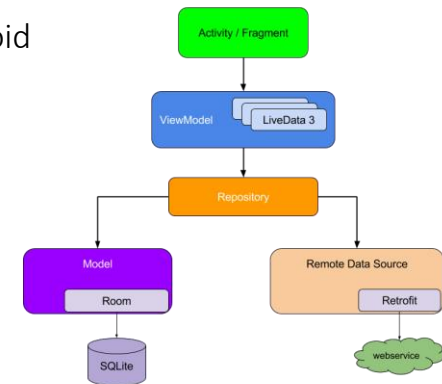 oid
Activity / Fragment
ViewModel
LiveData 3
Repository
Model
Remote Data Source
Room
Retrofit
SQLite
webservice